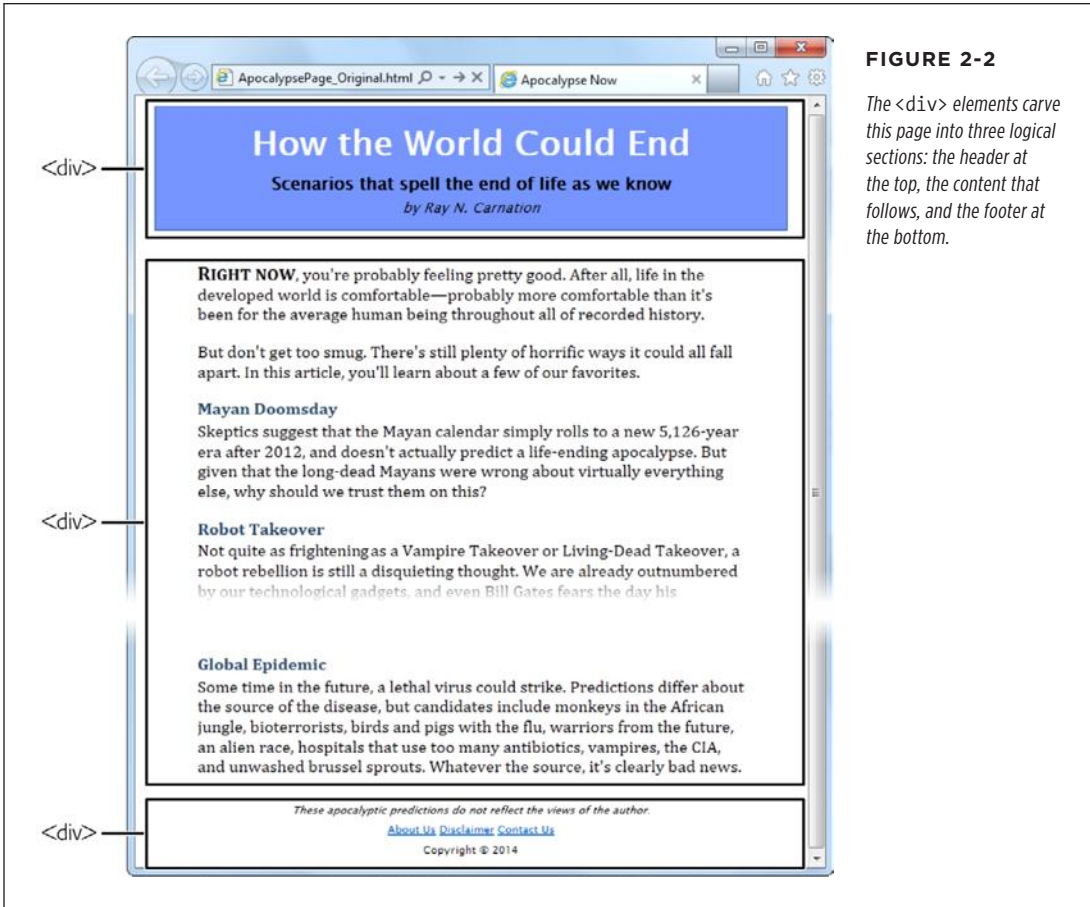 ApocalypsePage_Original.html
Apocalypse Now
<div>
How the World Could End
Scenarios that spell the end of life as we know
by Ray N. Carnation
<div>
RIGHT NOW, you're probably feeling pretty good. After all, life in the
developed world is comfortable—probably more comfortable than it's
been for the average human being throughout all of recorded history.
But don't get too smug. There's still plenty of horrific ways it could all fall
apart. In this article, you'll learn about a few of our favorites.
Mayan Doomsday
Skeptics suggest that the Mayan calendar simply rolls to a new 5,126-year
era after 2012, and doesn't actually predict a life-ending apocalypse. But
given that the long-dead Mayans were wrong about virtually everything
else, why should we trust them on this?
Robot Takeover
Not quite as frightening as a Vampire Takeover or Living-Dead Takeover, a
robot rebellion is still a disquieting thought. We are already outnumbered
by our technological gadgets, and even Bill Gates fears the day his
Global Epidemic
Some time in the future, a lethal virus could strike. Predictions differ about
the source of the disease, but candidates include monkeys in the African
jungle, bioterrorists, birds and pigs with the flu, warriors from the future,
an alien race, hospitals that use too many antibiotics, vampires, the CIA,
and unwashed brussel sprouts. Whatever the source, it's clearly bad news.
<div>
These apocalyptic predictions do not reflect the views of the author.
About Us Disclaimer Contact Us
Copyright © 2014
FIGURE 2-2
The <div> elements carve
this page into three logical
sections: the header at
the top, the content that
follows, and the footer at
the bottom.